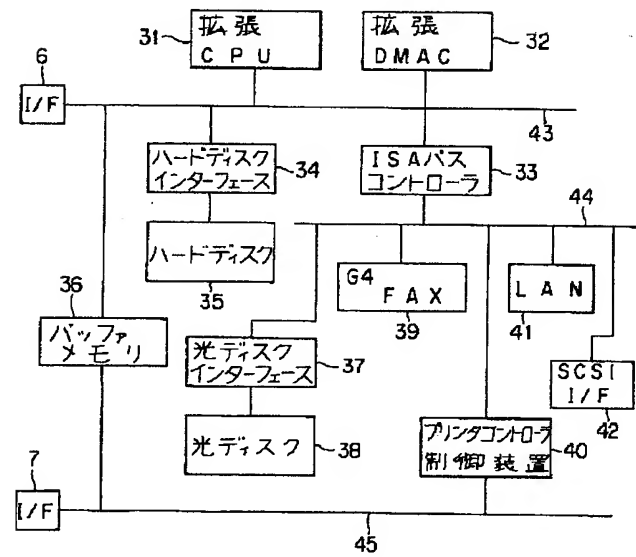 31
拡張
CPU
拡張
DMAC
32
6
I/F
43
ハードディスク
インターフェース
34
ISAバス
コントローラ
33
44
ハードディスク
35
G4
FAX
39
LAN
41
36
バッファ
メモリ
光ディスク
インターフェース
37
SCSI
I/F
42
光ディスク
38
プリンタコントローラ
制御装置
40
7
I/F
45